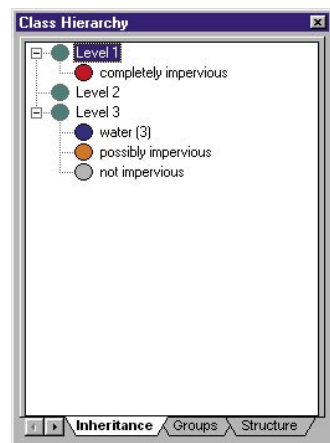 Class Hierarchy
Level 1
completely impervious
Level 2
Level 3
water (3)
possibly impervious
not impervious
Inheritance Groups Structure